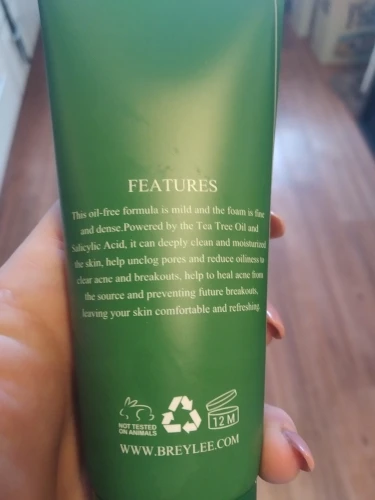 FEATURES
This oil-free formula is mild and the foam is fine
and dense.Powered by the Tea Tree Oil and
Salicylic Acid, it can deeply clean and moisturized
the skin, help unclog pores and reduce oiliness to
clear acne and breakouts, help to heal acne from
the source and preventing future breakouts,
leaving your skin comfortable and refreshing.
NOT TESTED
ON ANIMALS
12 M
WWW.BREYLEE.COM